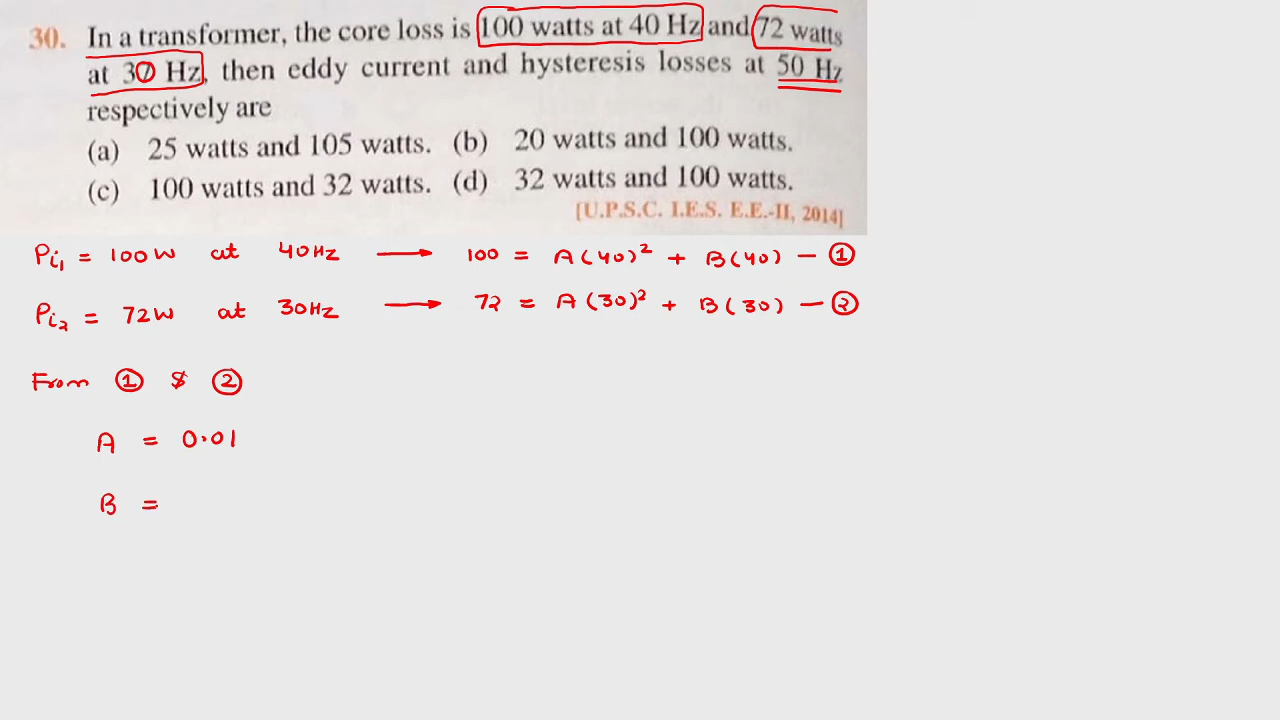 30. In a transformer, the core loss is 100 watts at 40 Hz and 72 watts
at 30 Hz, then eddy current and hysteresis losses at 50 Hz
respectively are
(a) 25 watts and 105 watts. (b) 20 watts and 100 watts.
(c) 100 watts and 32 watts. (d) 32 watts and 100 watts.
[U.P.S.C. I.E.S. E.E.-II, 2014]
Pi₁ = 100W at 40Hz → 100 = A(40)² + B(40) — ①
Pi₂ = 72W at 30Hz → 72 = A(30)² + B(30) — ②
From ① & ②
A = 0.01
B =